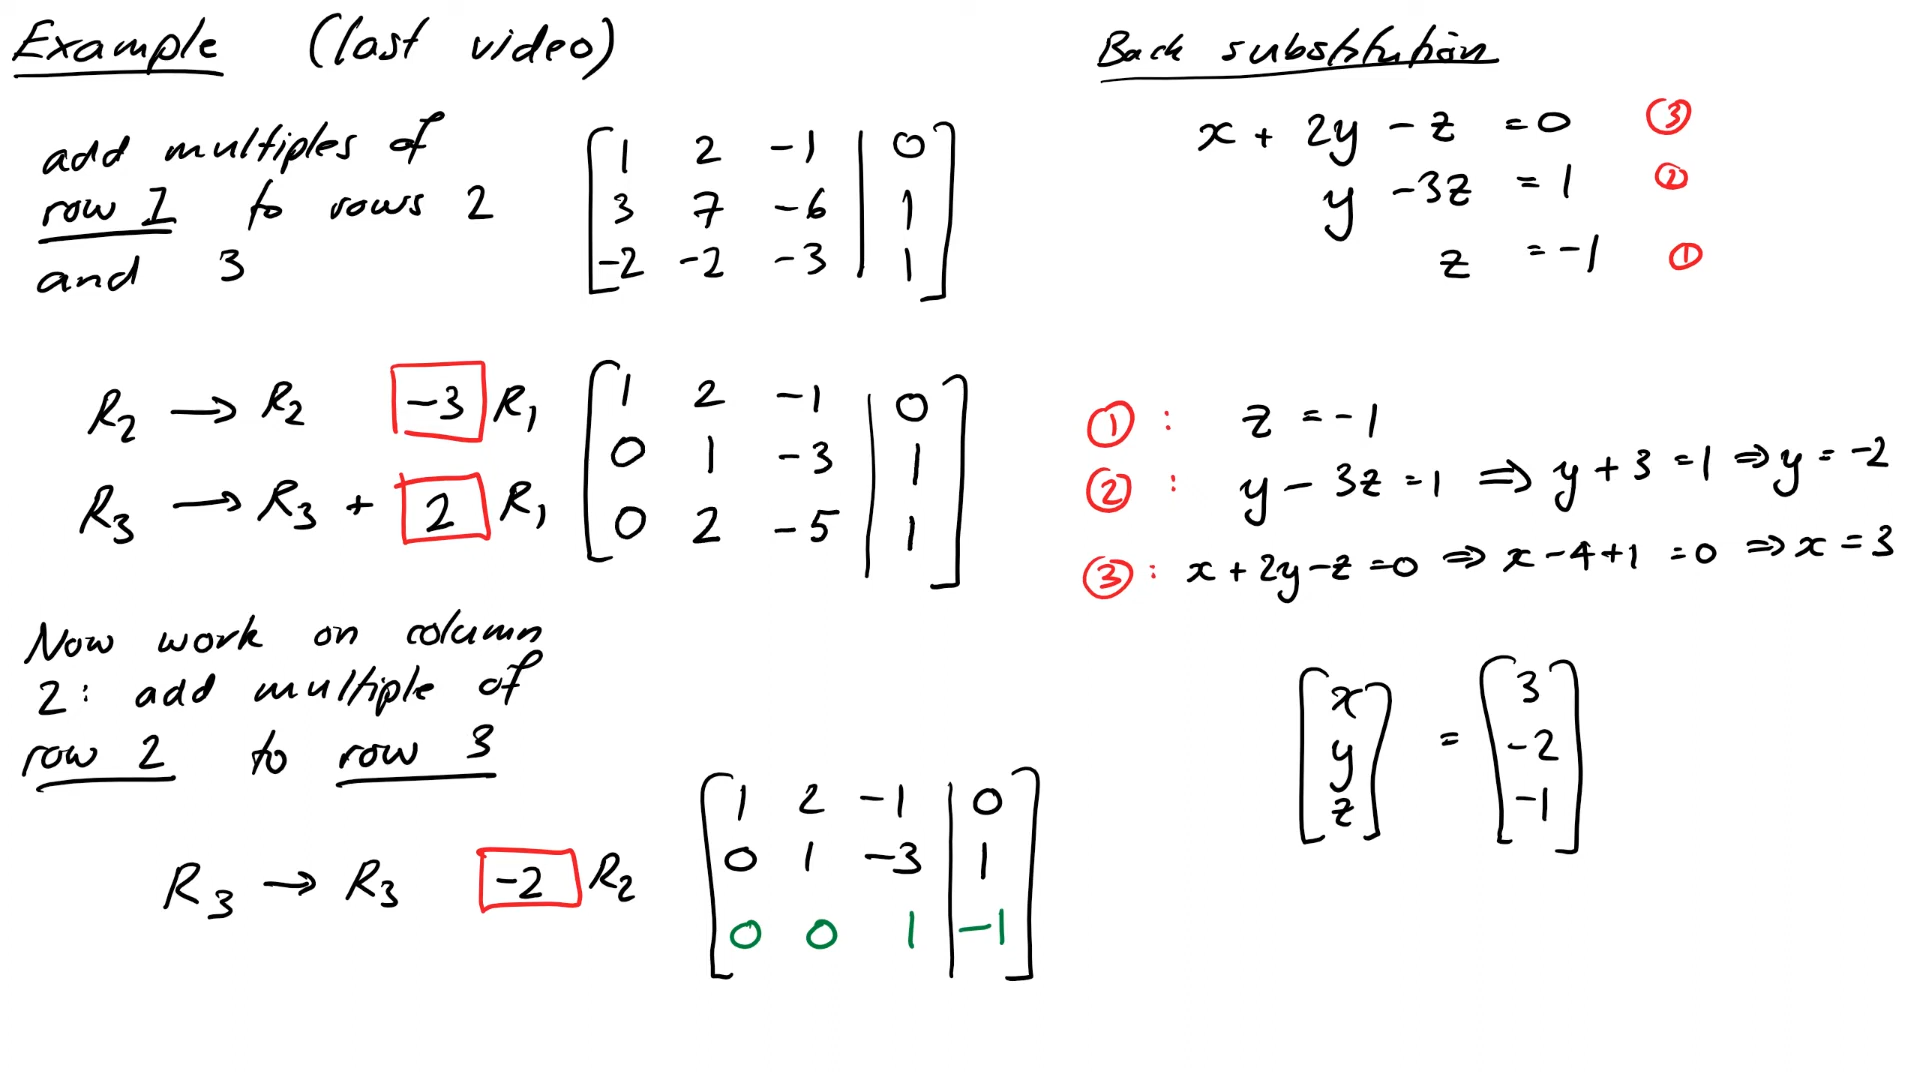 Example (last video)
add multiples of
row 1 to rows 2
and 3
[ 1 2 -1 | 0 ]
[ 3 7 -6 | 1 ]
[ -2 -2 -3 | 1 ]
R2 → R2 -3 R1
R3 → R3 + 2 R1
[ 1 2 -1 | 0 ]
[ 0 1 -3 | 1 ]
[ 0 2 -5 | 1 ]
Now work on column
2: add multiple of
row 2 to row 3
R3 → R3 -2 R2
[ 1 2 -1 | 0 ]
[ 0 1 -3 | 1 ]
[ 0 0 1 | -1 ]
Back substitution
x + 2y - z = 0 ③
y - 3z = 1 ②
z = -1 ①
① : z = -1
② : y - 3z = 1 ⇒ y + 3 = 1 ⇒ y = -2
③ : x + 2y - z = 0 ⇒ x - 4 + 1 = 0 ⇒ x = 3
[ x ] [ 3 ]
[ y ] = [ -2 ]
[ z ] [ -1 ]